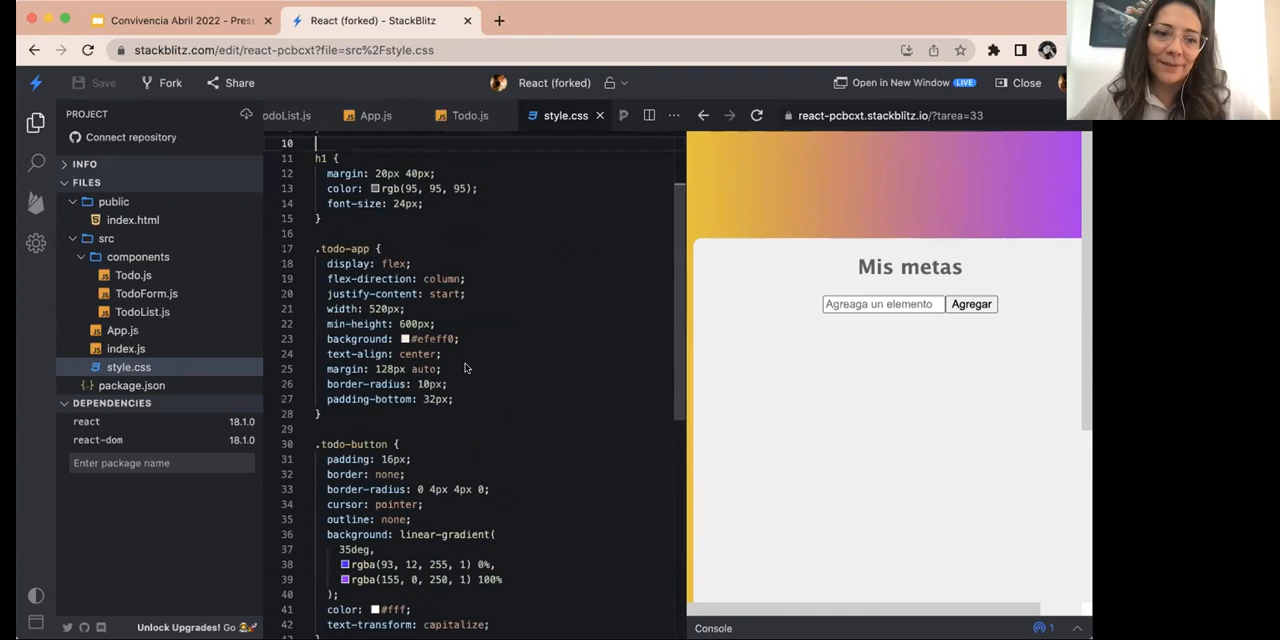 Convivencia Abril 2022 - Prese
React (forked) - StackBlitz
stackblitz.com/edit/react-pcbcxt?file=src%2Fstyle.css
Save
Fork
Share
React (forked)
Open in New Window LIVE
Close
PROJECT
Connect repository
INFO
FILES
public
index.html
src
components
Todo.js
TodoForm.js
TodoList.js
App.js
index.js
style.css
package.json
DEPENDENCIES
react 18.1.0
react-dom 18.1.0
Enter package name
Unlock Upgrades! Go
odoList.js
App.js
Todo.js
style.css
10
11 h1 {
12 margin: 20px 40px;
13 color: rgb(95, 95, 95);
14 font-size: 24px;
15 }
16
17 .todo-app {
18 display: flex;
19 flex-direction: column;
20 justify-content: start;
21 width: 520px;
22 min-height: 600px;
23 background: #efeff0;
24 text-align: center;
25 margin: 128px auto;
26 border-radius: 10px;
27 padding-bottom: 32px;
28 }
29
30 .todo-button {
31 padding: 16px;
32 border: none;
33 border-radius: 0 4px 4px 0;
34 cursor: pointer;
35 outline: none;
36 background: linear-gradient(
37 35deg,
38 rgba(93, 12, 255, 1) 0%,
39 rgba(155, 0, 250, 1) 100%
40 );
41 color: #fff;
42 text-transform: capitalize;
react-pcbcxt.stackblitz.io/?tarea=33
Mis metas
Agreaga un elemento
Agregar
Console
1